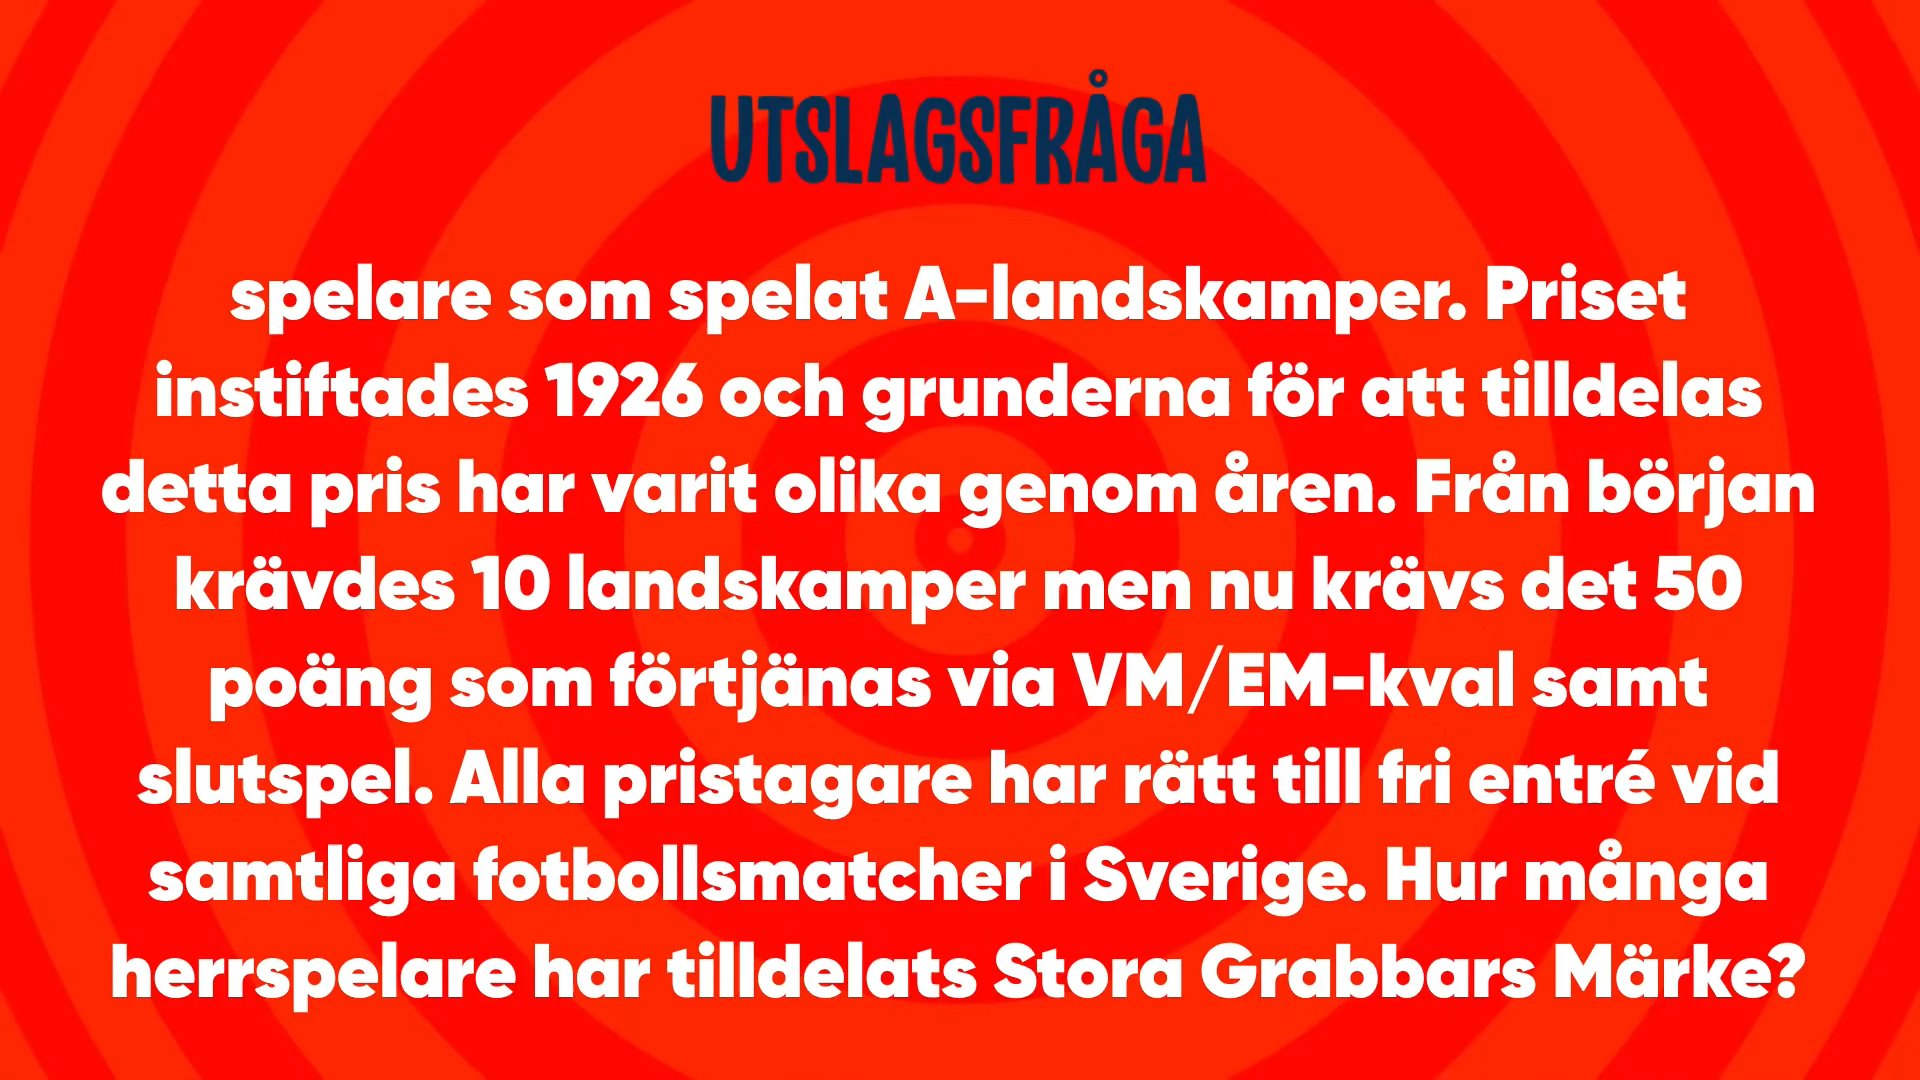 UTSLAGSFRÅGA
spelare som spelat A-landskamper. Priset
instiftades 1926 och grunderna för att tilldelas
detta pris har varit olika genom åren. Från början
krävdes 10 landskamper men nu krävs det 50
poäng som förtjänas via VM/EM-kval samt
slutspel. Alla pristagare har rätt till fri entré vid
samtliga fotbollsmatcher i Sverige. Hur många
herrspelare har tilldelats Stora Grabbars Märke?